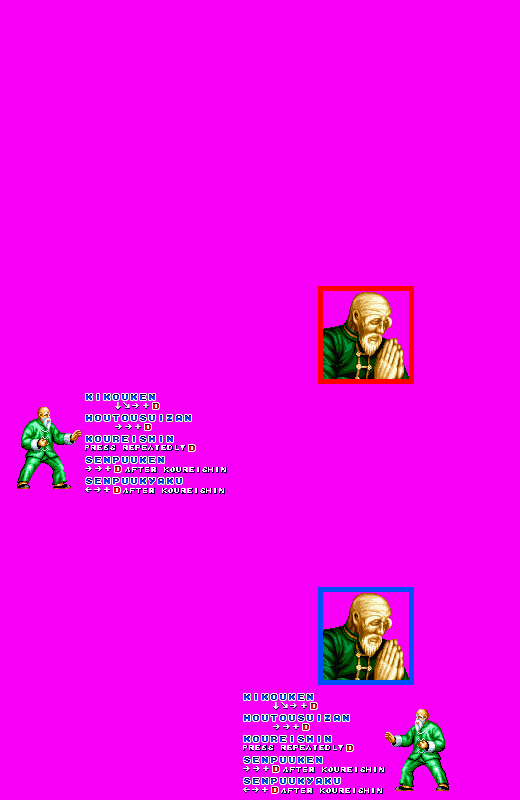 KIKOUKEN
↓↘→+D
HOUTOUSUIZAN
→→+D
KOUREISHIN
PRESS REPEATEDLY D
SENPUUKEN
→→+D AFTER KOUREISHIN
SENPUUKYAKU
←→+D AFTER KOUREISHIN
KIKOUKEN
↓↘→+D
HOUTOUSUIZAN
→→+D
KOUREISHIN
PRESS REPEATEDLY D
SENPUUKEN
→→+D AFTER KOUREISHIN
SENPUUKYAKU
←→+D AFTER KOUREISHIN